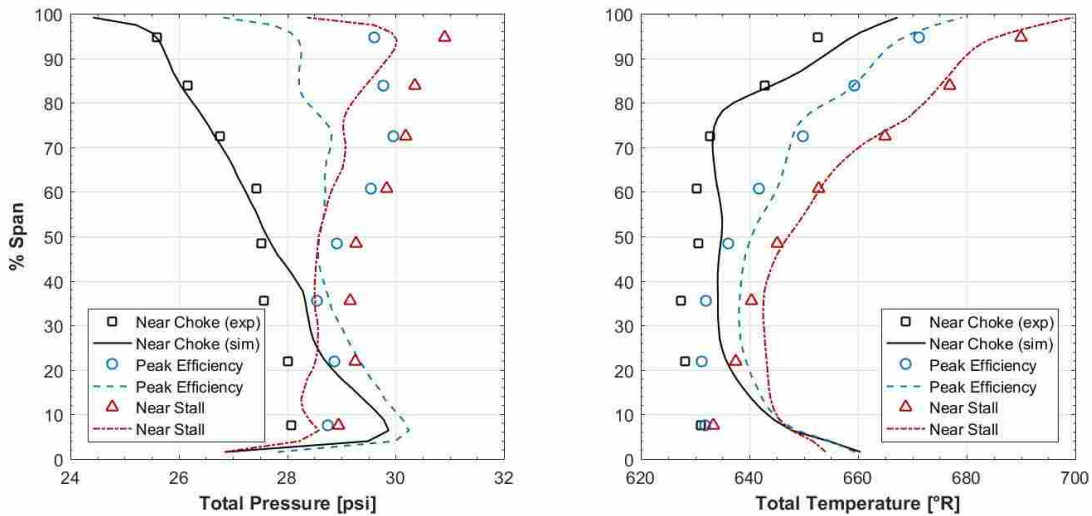 100
90
80
70
60
50
40
30
20
10
0
% Span
Near Choke (exp)
Near Choke (sim)
Peak Efficiency
Peak Efficiency
Near Stall
Near Stall
24 26 28 30 32
Total Pressure [psi]
100
90
80
70
60
50
40
30
20
10
0
Near Choke (exp)
Near Choke (sim)
Peak Efficiency
Peak Efficiency
Near Stall
Near Stall
620 640 660 680 700
Total Temperature [°R]